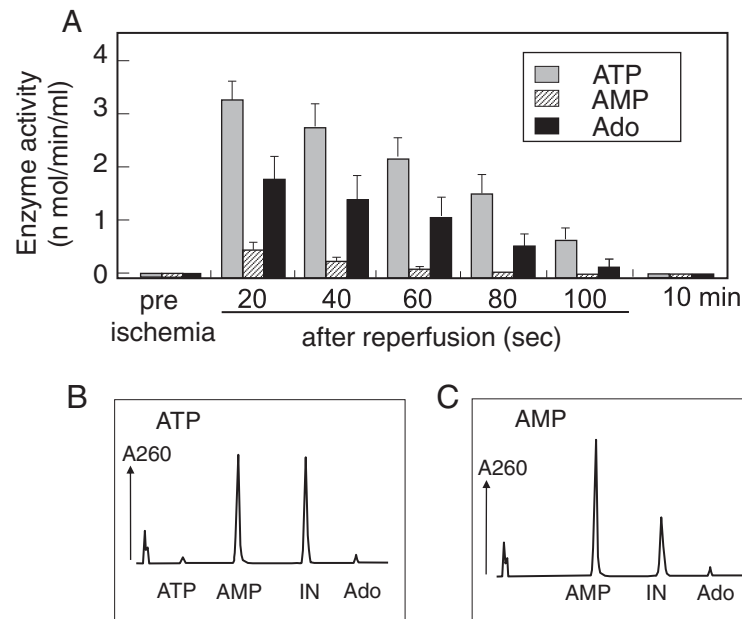 A
Enzyme activity
(n mol/min/ml)
4
3
2
1
0
ATP
AMP
Ado
pre
ischemia
20 40 60 80 100 10 min
after reperfusion (sec)
B
ATP
A260
ATP AMP IN Ado
C
AMP
A260
AMP IN Ado